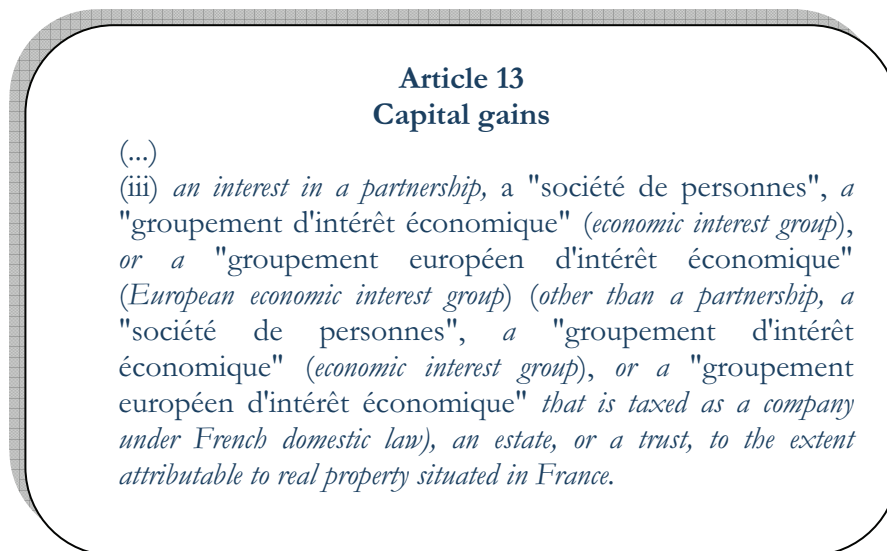 Article 13
Capital gains
(...)
(iii) an interest in a partnership, a "société de personnes", a
"groupement d'intérêt économique" (economic interest group),
or a "groupement européen d'intérêt économique"
(European economic interest group) (other than a partnership, a
"société de personnes", a "groupement d'intérêt
économique" (economic interest group), or a "groupement
européen d'intérêt économique" that is taxed as a company
under French domestic law), an estate, or a trust, to the extent
attributable to real property situated in France.